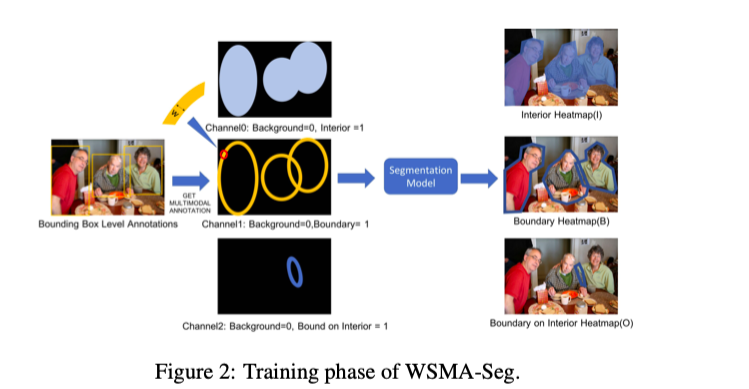 W
Channel0: Background=0, Interior =1
Interior Heatmap(I)
Segmentation
Model
GET
MULTIMODAL
ANNOTATION
Bounding Box Level Annotations
Channel1: Background=0,Boundary= 1
Boundary Heatmap(B)
Channel2: Background=0, Bound on Interior = 1
Boundary on Interior Heatmap(O)
Figure 2: Training phase of WSMA-Seg.